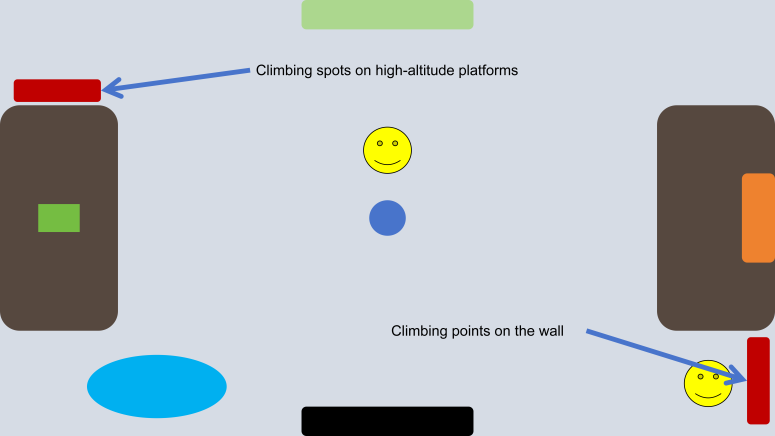 Climbing spots on high-altitude platforms
Climbing points on the wall